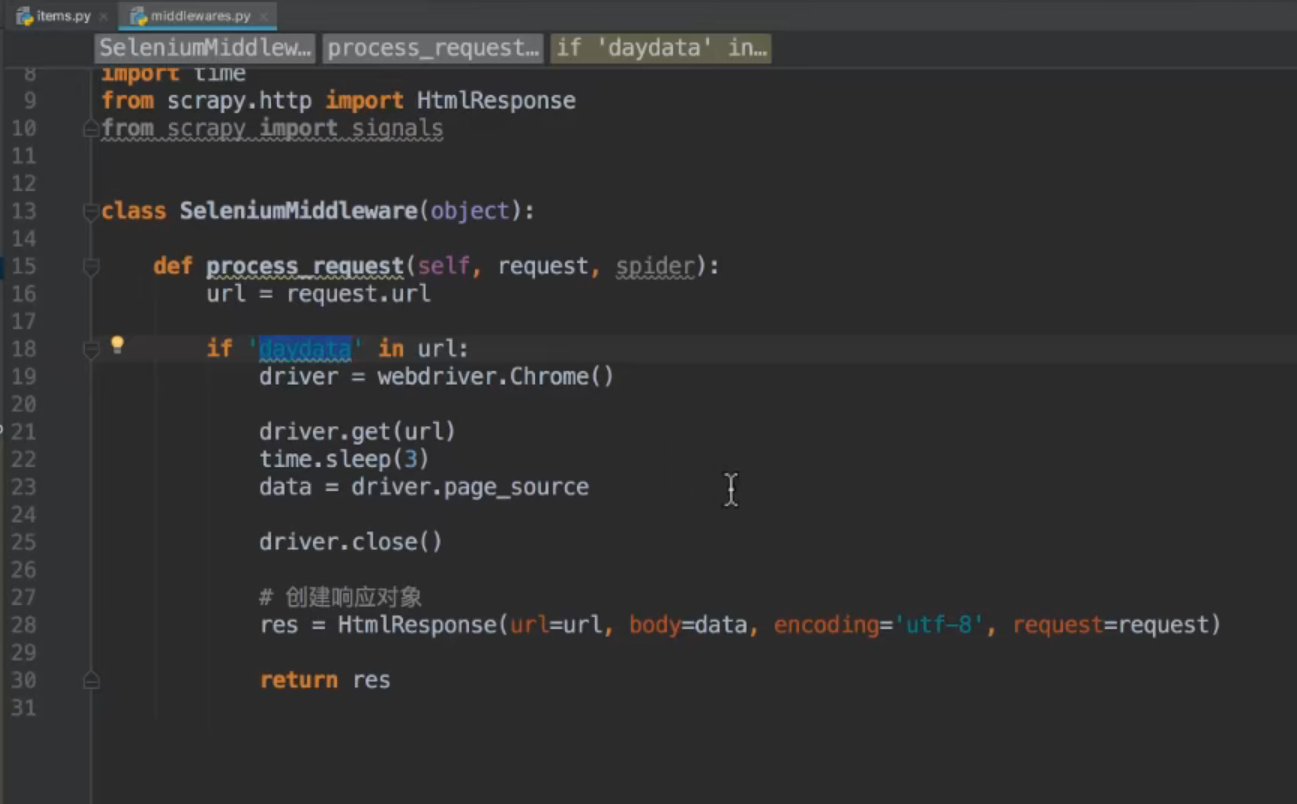 items.py
middlewares.py
SeleniumMiddlew…
process_request…
if 'daydata' in…
8 import time
9 from scrapy.http import HtmlResponse
10 from scrapy import signals
11
12
13 class SeleniumMiddleware(object):
14
15 def process_request(self, request, spider):
16 url = request.url
17
18 if 'daydata' in url:
19 driver = webdriver.Chrome()
20
21 driver.get(url)
22 time.sleep(3)
23 data = driver.page_source
24
25 driver.close()
26
27 # 创建响应对象
28 res = HtmlResponse(url=url, body=data, encoding='utf-8', request=request)
29
30 return res
31